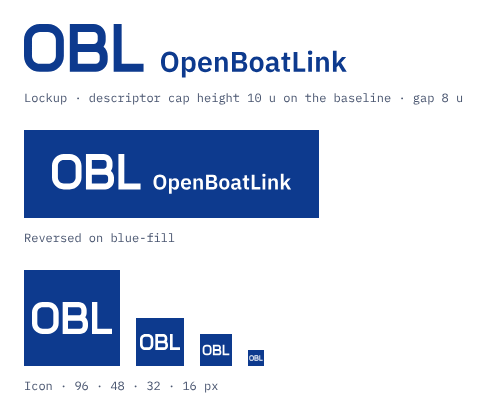 OBL OpenBoatLink
Lockup · descriptor cap height 10 u on the baseline · gap 8 u
OBL OpenBoatLink
Reversed on blue-fill
OBL OBL OBL OBL
Icon · 96 · 48 · 32 · 16 px